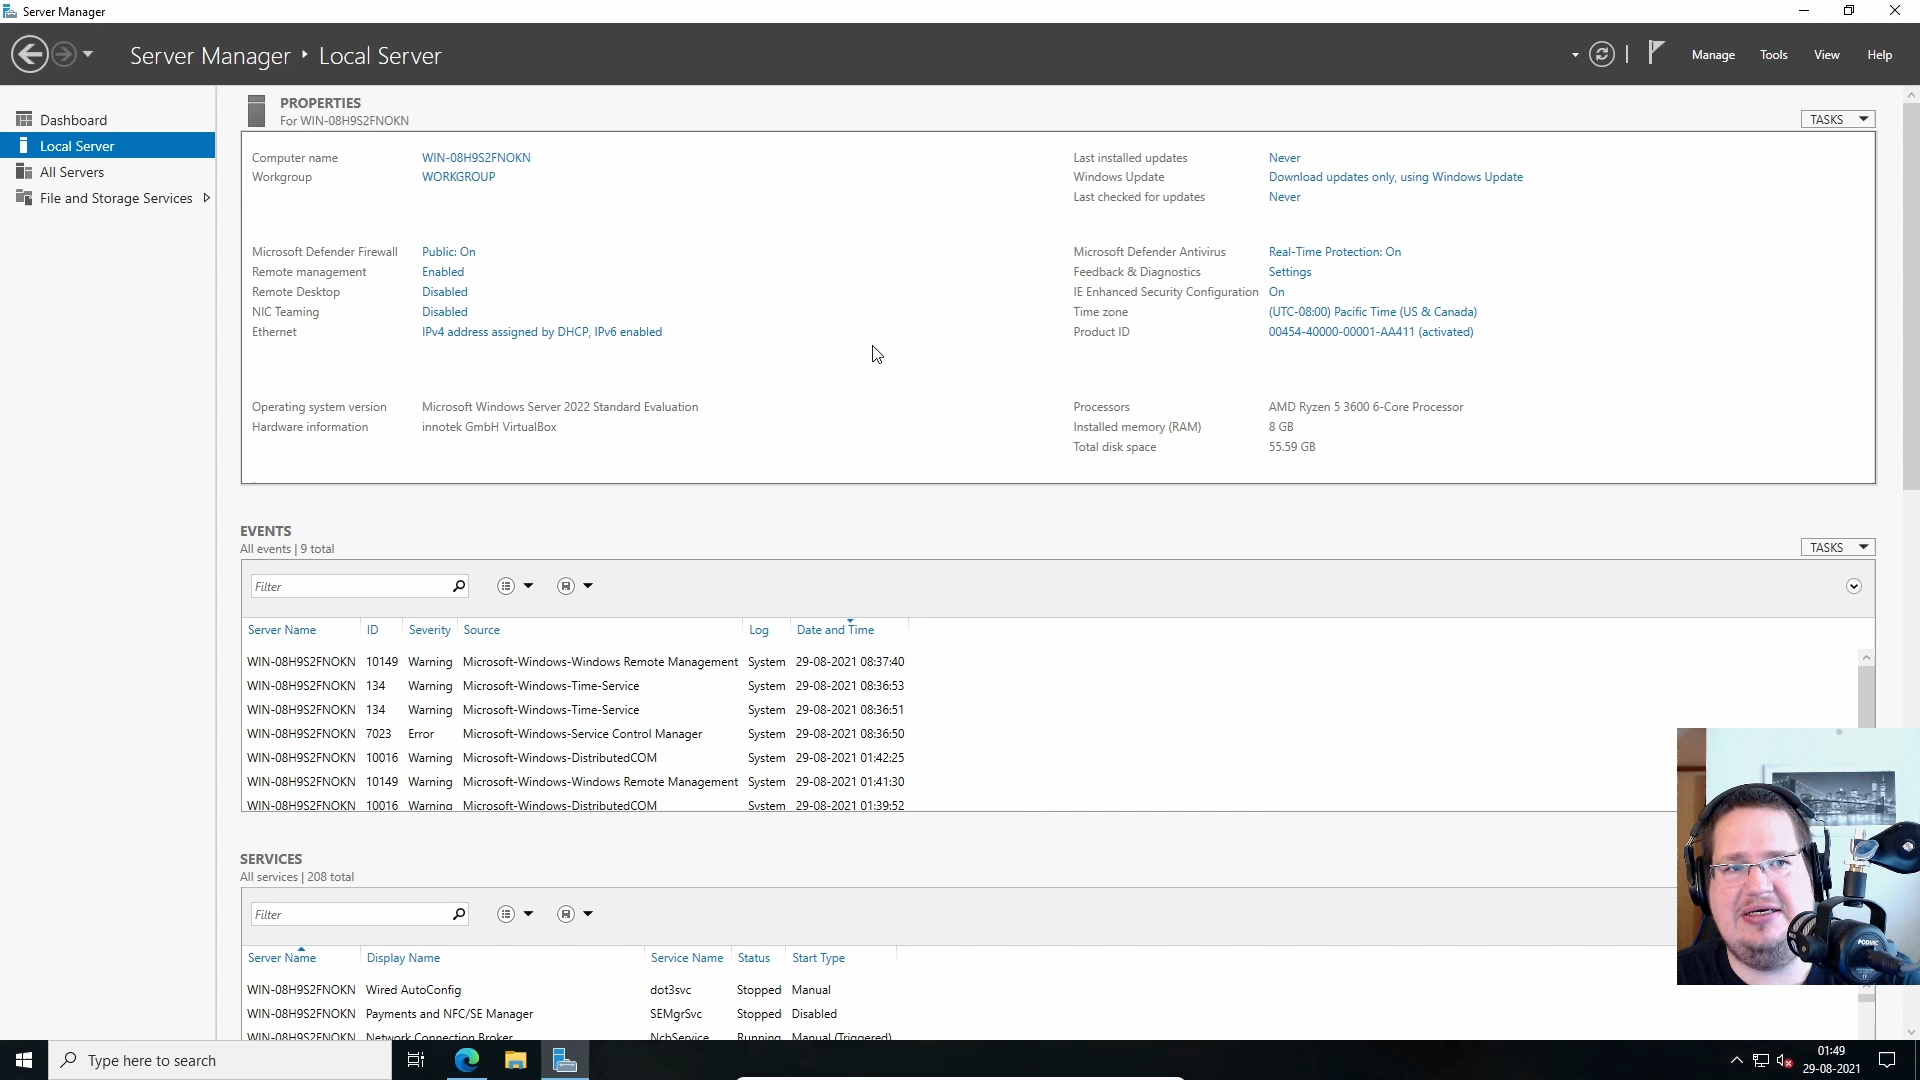 Server Manager
Server Manager ‣ Local Server
Manage Tools View Help
Dashboard
Local Server
All Servers
File and Storage Services
PROPERTIES
For WIN-08H9S2FNOKN
TASKS
Computer name WIN-08H9S2FNOKN
Workgroup WORKGROUP
Last installed updates Never
Windows Update Download updates only, using Windows Update
Last checked for updates Never
Microsoft Defender Firewall Public: On
Remote management Enabled
Remote Desktop Disabled
NIC Teaming Disabled
Ethernet IPv4 address assigned by DHCP, IPv6 enabled
Microsoft Defender Antivirus Real-Time Protection: On
Feedback & Diagnostics Settings
IE Enhanced Security Configuration On
Time zone (UTC-08:00) Pacific Time (US & Canada)
Product ID 00454-40000-00001-AA411 (activated)
Operating system version Microsoft Windows Server 2022 Standard Evaluation
Hardware information innotek GmbH VirtualBox
Processors AMD Ryzen 5 3600 6-Core Processor
Installed memory (RAM) 8 GB
Total disk space 55.59 GB
EVENTS
All events | 9 total
TASKS
Filter
Server Name ID Severity Source Log Date and Time
WIN-08H9S2FNOKN 10149 Warning Microsoft-Windows-Windows Remote Management System 29-08-2021 08:37:40
WIN-08H9S2FNOKN 134 Warning Microsoft-Windows-Time-Service System 29-08-2021 08:36:53
WIN-08H9S2FNOKN 134 Warning Microsoft-Windows-Time-Service System 29-08-2021 08:36:51
WIN-08H9S2FNOKN 7023 Error Microsoft-Windows-Service Control Manager System 29-08-2021 08:36:50
WIN-08H9S2FNOKN 10016 Warning Microsoft-Windows-DistributedCOM System 29-08-2021 01:42:25
WIN-08H9S2FNOKN 10149 Warning Microsoft-Windows-Windows Remote Management System 29-08-2021 01:41:30
WIN-08H9S2FNOKN 10016 Warning Microsoft-Windows-DistributedCOM System 29-08-2021 01:39:52
SERVICES
All services | 208 total
Filter
Server Name Display Name Service Name Status Start Type
WIN-08H9S2FNOKN Wired AutoConfig dot3svc Stopped Manual
WIN-08H9S2FNOKN Payments and NFC/SE Manager SEMgrSvc Stopped Disabled
WIN-08H9S2FNOKN Network Connection Broker NcbService Running Manual (Triggered)
PODMIC
Type here to search
01:49
29-08-2021